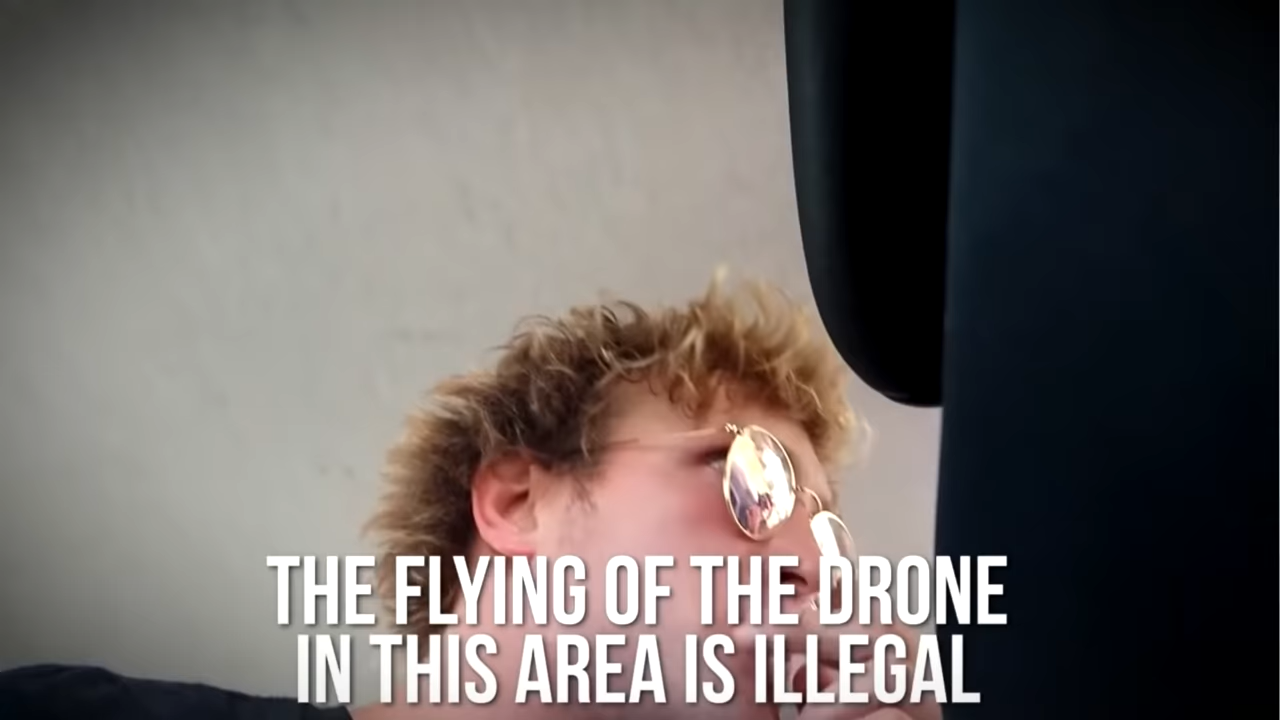 THE FLYING OF THE DRONE
IN THIS AREA IS ILLEGAL